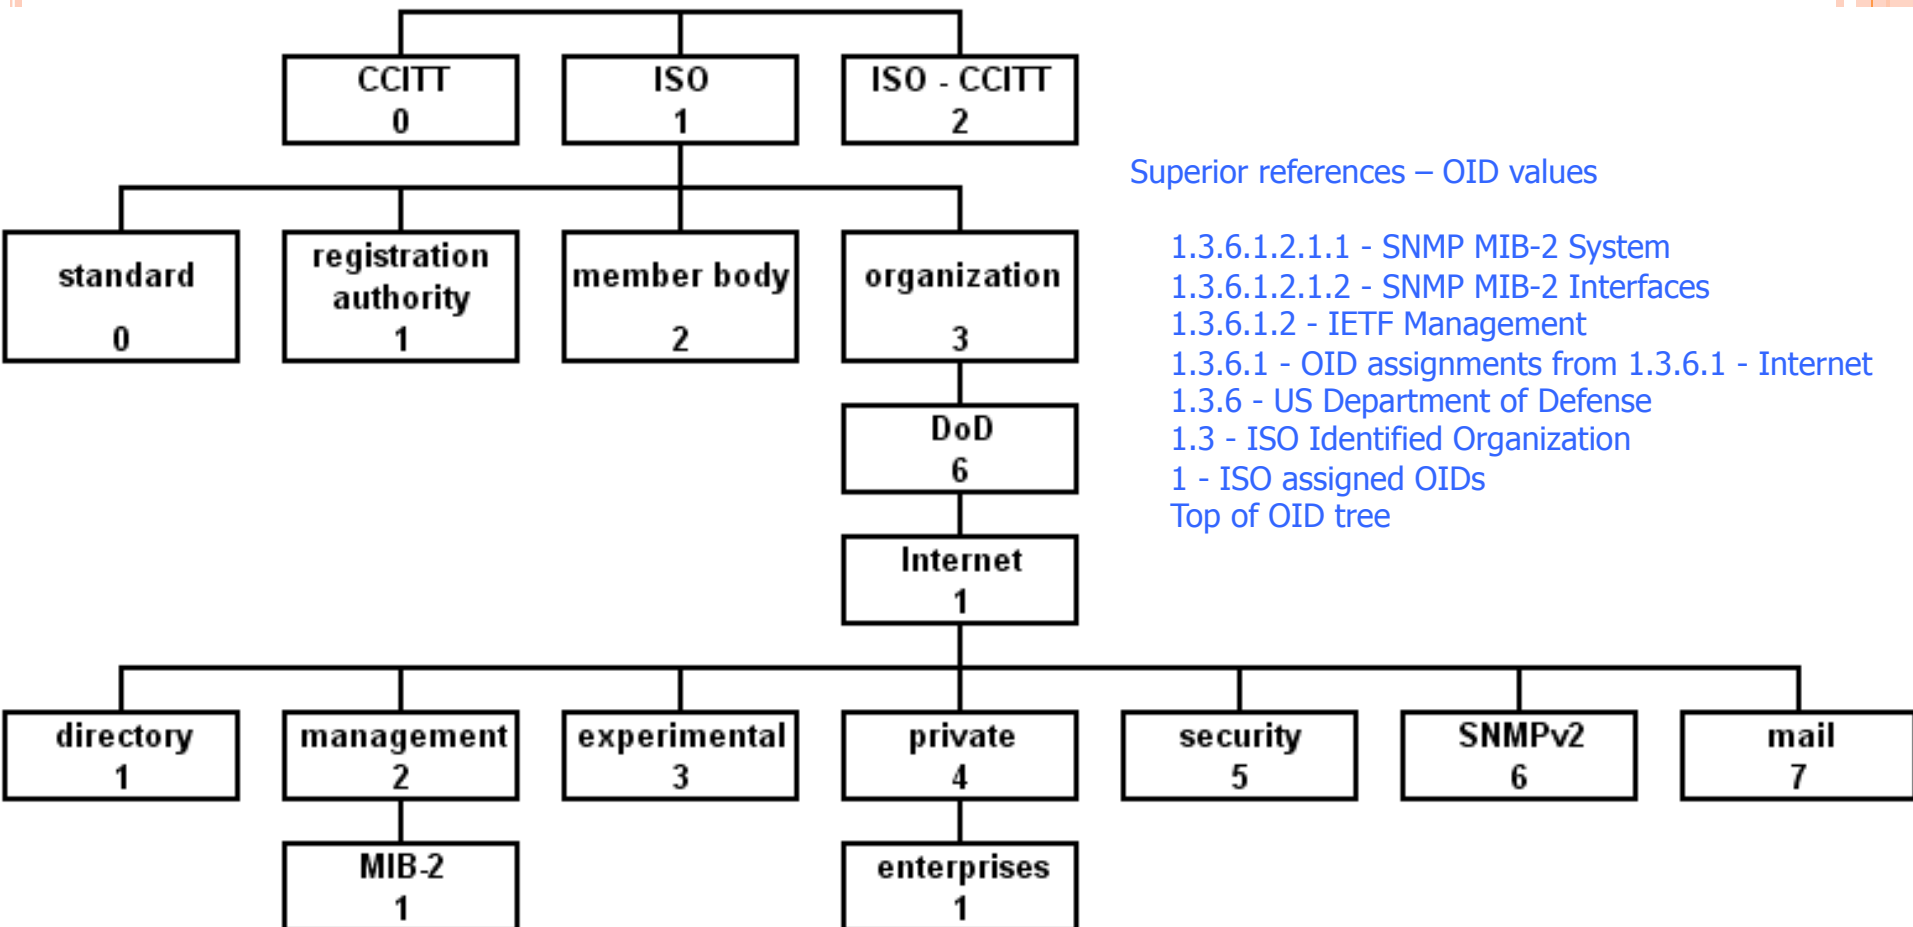 CCITT
0
ISO
1
ISO - CCITT
2
Superior references – OID values
standard
0
registration
authority
1
member body
2
organization
3
1.3.6.1.2.1.1 - SNMP MIB-2 System
1.3.6.1.2.1.2 - SNMP MIB-2 Interfaces
1.3.6.1.2 - IETF Management
1.3.6.1 - OID assignments from 1.3.6.1 - Internet
1.3.6 - US Department of Defense
1.3 - ISO Identified Organization
1 - ISO assigned OIDs
Top of OID tree
DoD
6
Internet
1
directory
1
management
2
experimental
3
private
4
security
5
SNMPv2
6
mail
7
MIB-2
1
enterprises
1